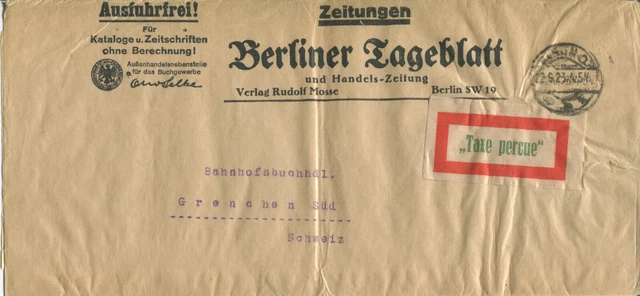 Ausfuhrfrei!
Für
Kataloge u. Zeitschriften
ohne Berechnung!
Außenhandelsnebenstelle
für das Buchgewerbe
Zeitungen
Berliner Tageblatt
und Handels-Zeitung
Verlag Rudolf Mosse Berlin SW 19
„Taxe percue“
Bahnhofsbuchhdl.
Grenchen Süd
Schweiz